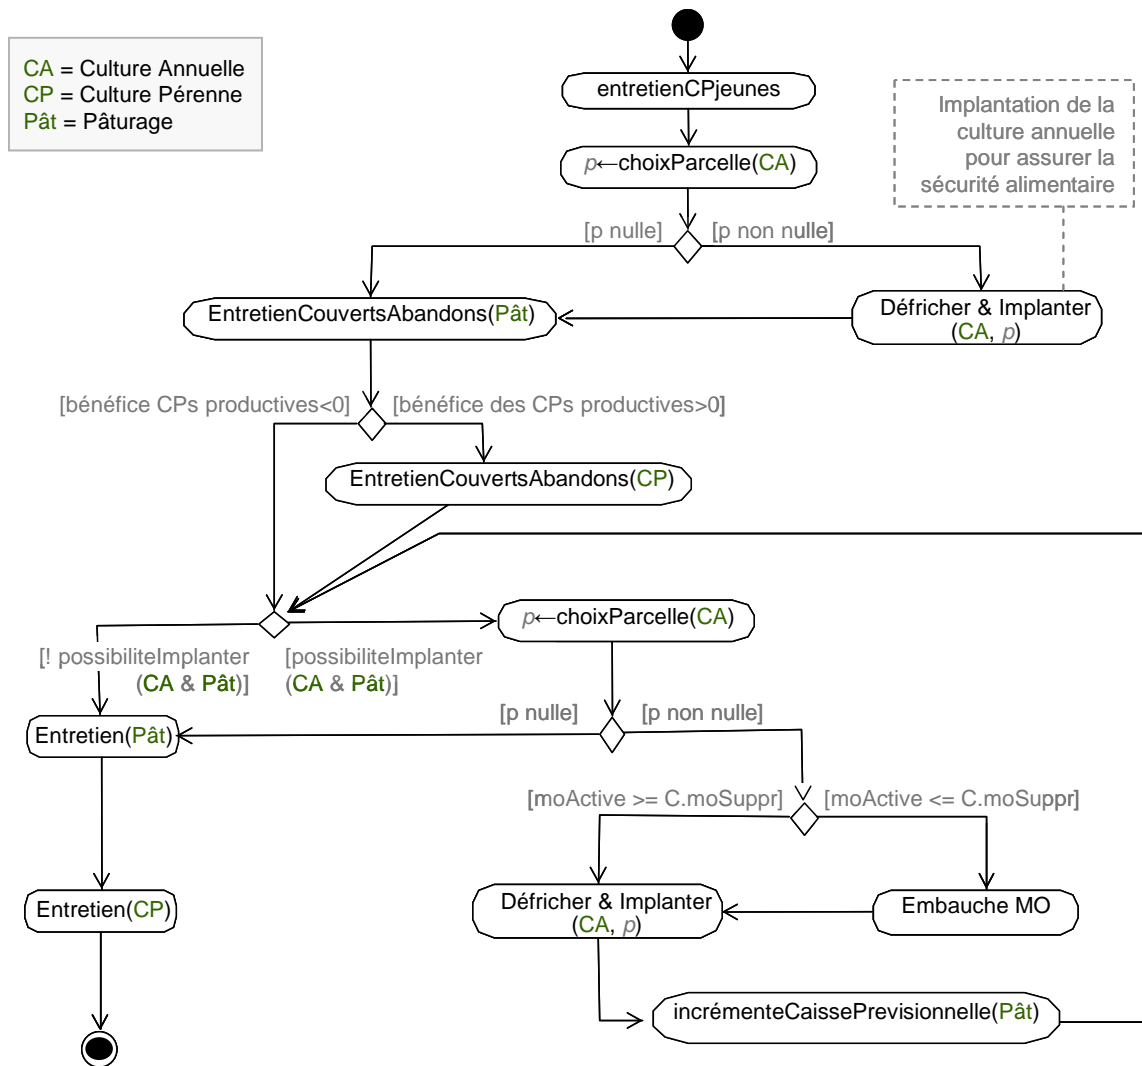 CA = Culture Annuelle
CP = Culture Pérenne
Pât = Pâturage
entretienCPjeunes
Implantation de la
culture annuelle
pour assurer la
sécurité alimentaire
p←choixParcelle(CA)
[p nulle]
[p non nulle]
EntretienCouvertsAbandons(Pât)
Défricher & Implanter
(CA, p)
[bénéfice CPs productives<0]
[bénéfice des CPs productives>0]
EntretienCouvertsAbandons(CP)
p←choixParcelle(CA)
[! possibiliteImplanter
(CA & Pât)]
[possibiliteImplanter
(CA & Pât)]
[p nulle]
[p non nulle]
Entretien(Pât)
[moActive >= C.moSuppr]
[moActive <= C.moSuppr]
Entretien(CP)
Défricher & Implanter
(CA, p)
Embauche MO
incrémenteCaissePrevisionnelle(Pât)